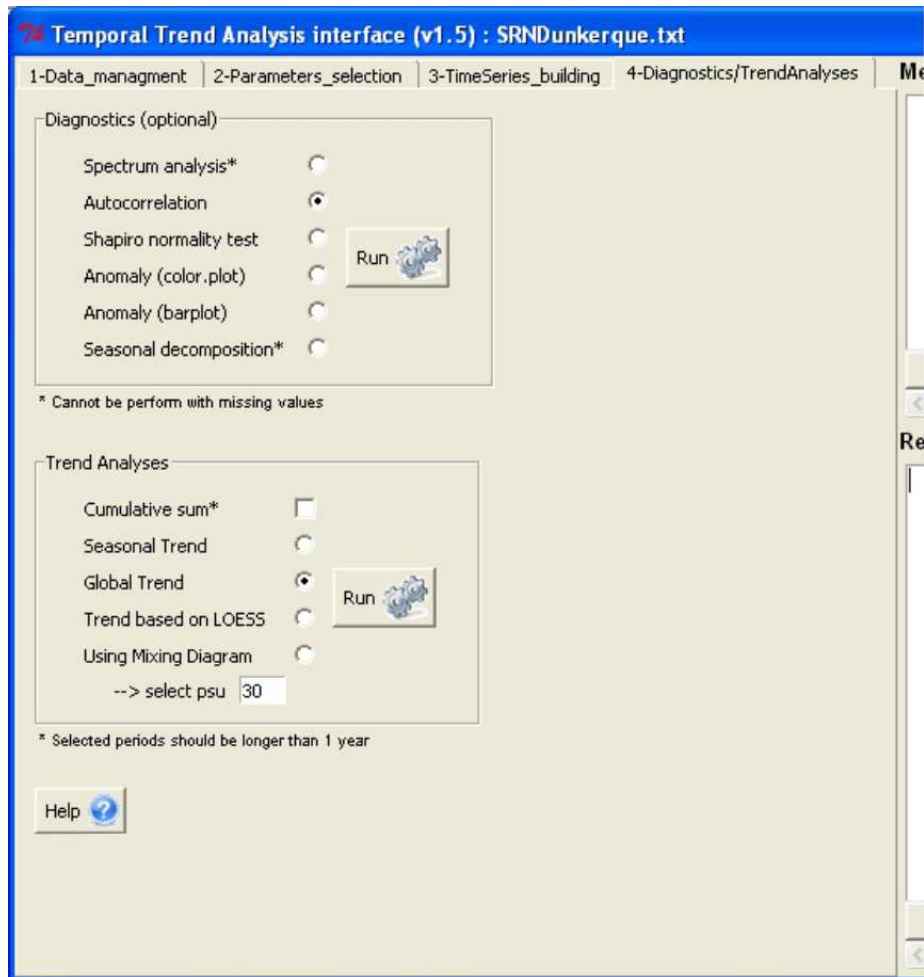 Temporal Trend Analysis interface (v1.5) : SRNDunkerque.txt
1-Data_managment 2-Parameters_selection 3-TimeSeries_building 4-Diagnostics/TrendAnalyses Me
Diagnostics (optional)
Spectrum analysis*
Autocorrelation
Shapiro normality test
Anomaly (color.plot)
Anomaly (barplot)
Seasonal decomposition*
Run
* Cannot be perform with missing values
Re
Trend Analyses
Cumulative sum*
Seasonal Trend
Global Trend
Trend based on LOESS
Using Mixing Diagram
--> select psu 30
Run
* Selected periods should be longer than 1 year
Help ?